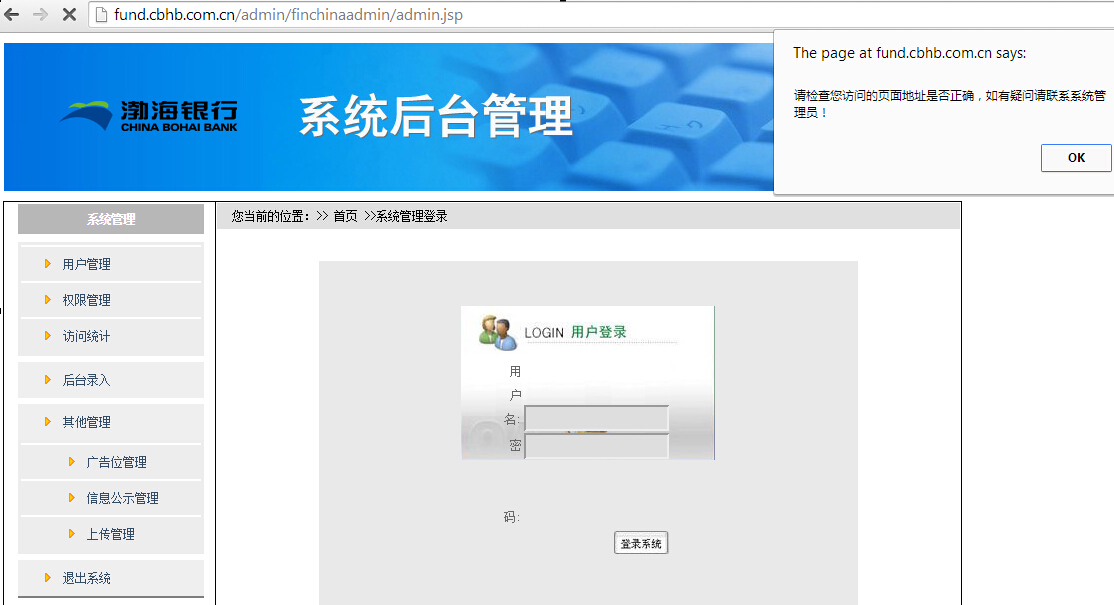 fund.cbhb.com.cn/admin/finchinaadmin/admin.jsp
The page at fund.cbhb.com.cn says:
请检查您访问的页面地址是否正确，如有疑问请联系系统管
理员！
OK
渤海银行
CHINA BOHAI BANK
系统后台管理
系统管理
用户管理
权限管理
访问统计
后台录入
其他管理
广告位管理
信息公示管理
上传管理
退出系统
您当前的位置：>> 首页 >>系统管理登录
LOGIN 用户登录
用
户
名:
密
码:
登录系统